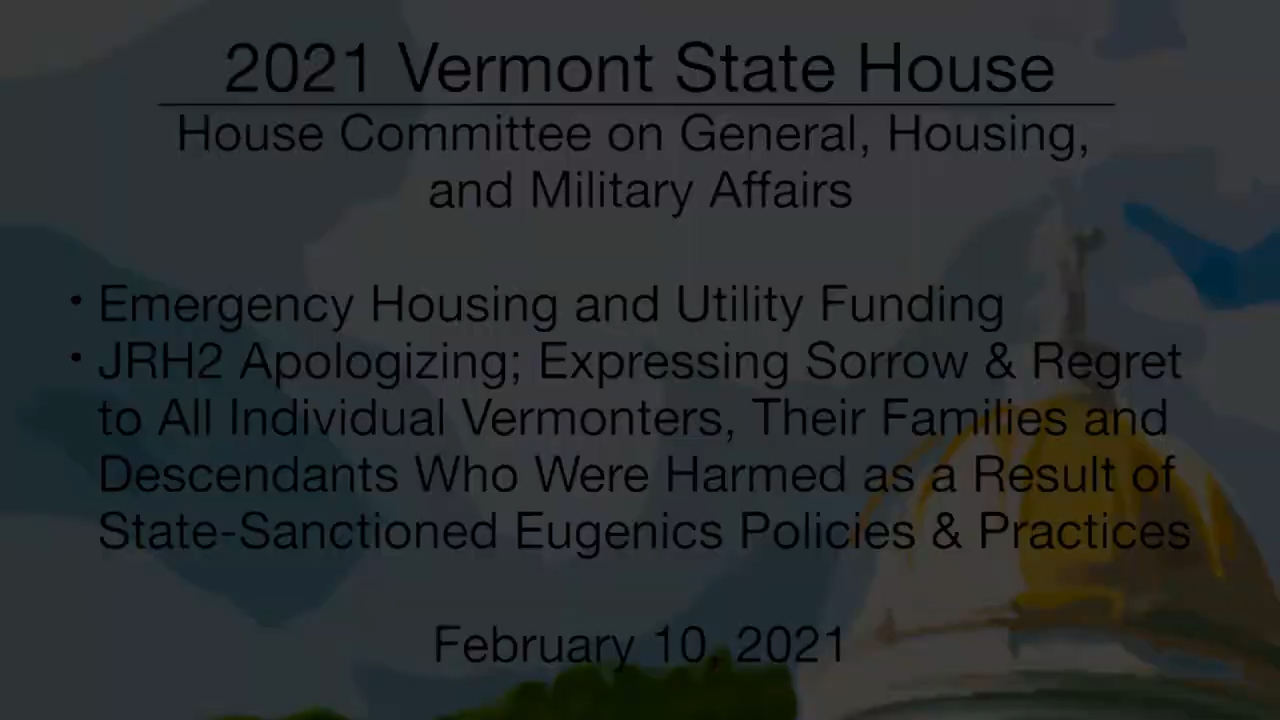 2021 Vermont State House
House Committee on General, Housing,
and Military Affairs
• Emergency Housing and Utility Funding
• JRH2 Apologizing; Expressing Sorrow & Regret
to All Individual Vermonters, Their Families and
Descendants Who Were Harmed as a Result of
State-Sanctioned Eugenics Policies & Practices
February 10, 2021